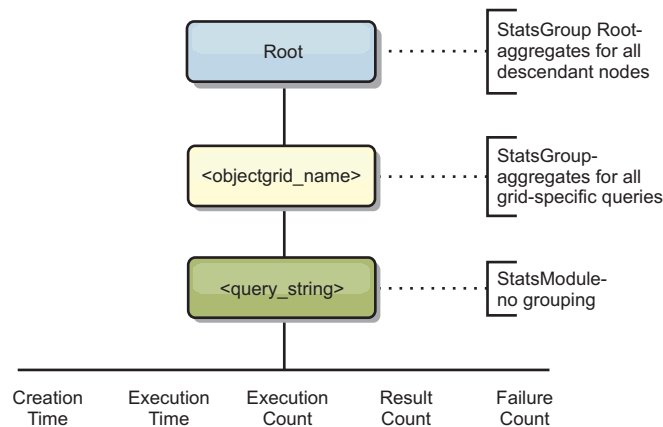 Root
StatsGroup Root-
aggregates for all
descendant nodes
<objectgrid_name>
StatsGroup-
aggregates for all
grid-specific queries
<query_string>
StatsModule-
no grouping
Creation
Time
Execution
Time
Execution
Count
Result
Count
Failure
Count